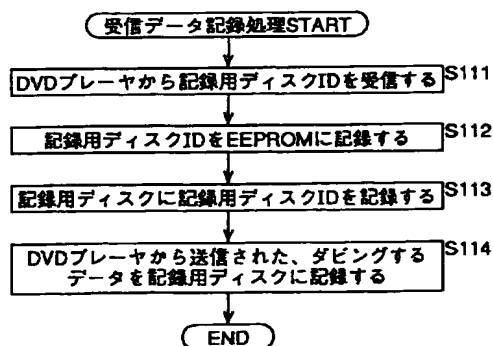 受信データ記録処理START
DVDプレーヤから記録用ディスクIDを受信する S111
記録用ディスクIDをEEPROMに記録する S112
記録用ディスクに記録用ディスクIDを記録する S113
DVDプレーヤから送信された、ダビングする S114
データを記録用ディスクに記録する
END